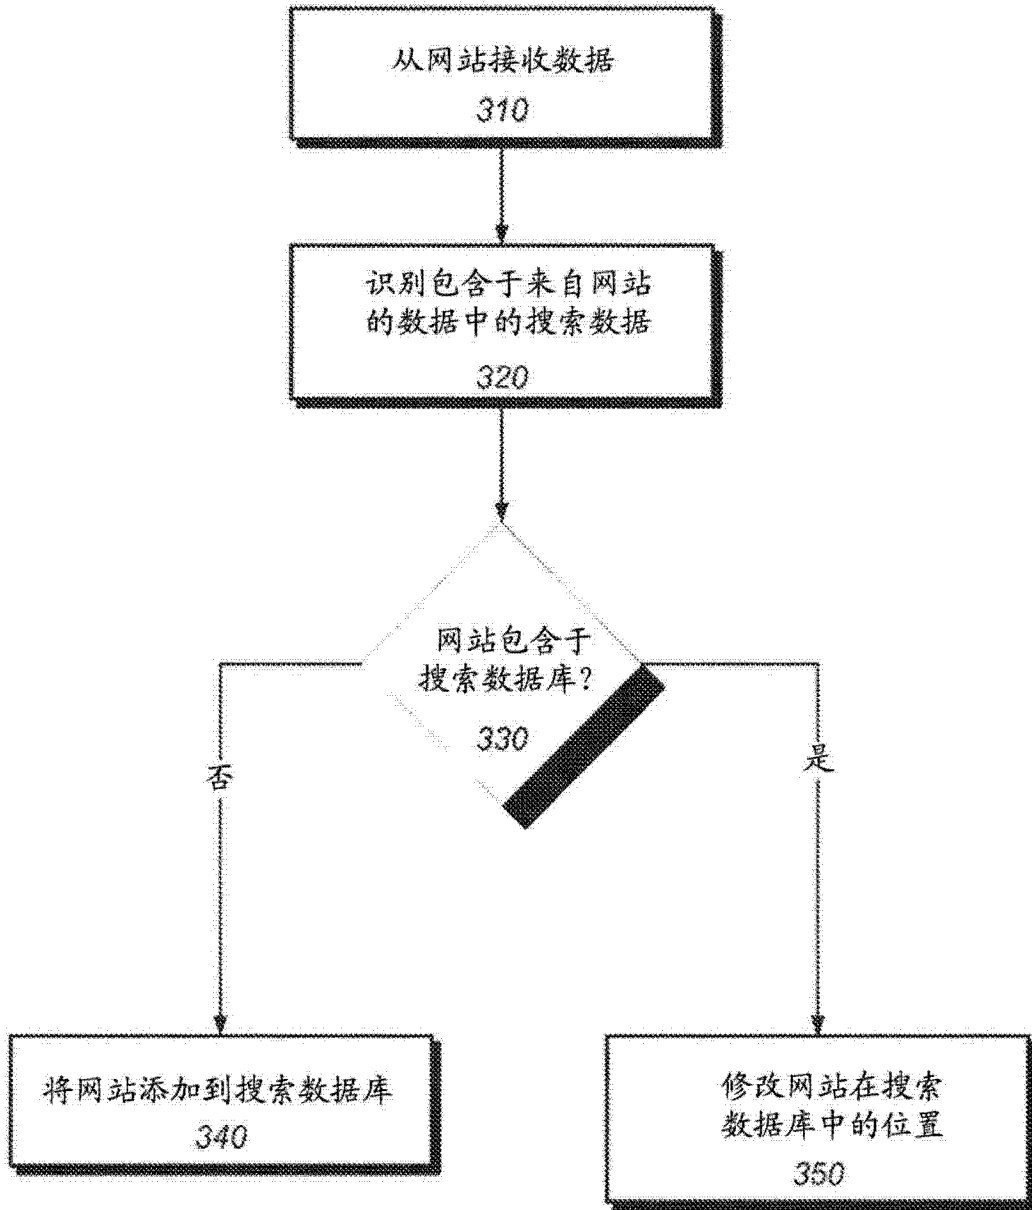 从网站接收数据
310
识别包含于来自网站
的数据中的搜索数据
320
网站包含于
搜索数据库?
330
否
是
将网站添加到搜索数据库
340
修改网站在搜索
数据库中的位置
350